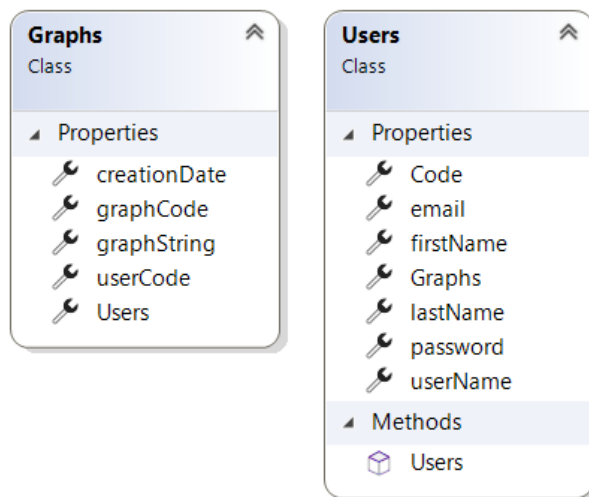 Graphs
Class
Properties
creationDate
graphCode
graphString
userCode
Users
Users
Class
Properties
Code
email
firstName
Graphs
lastName
password
userName
Methods
Users